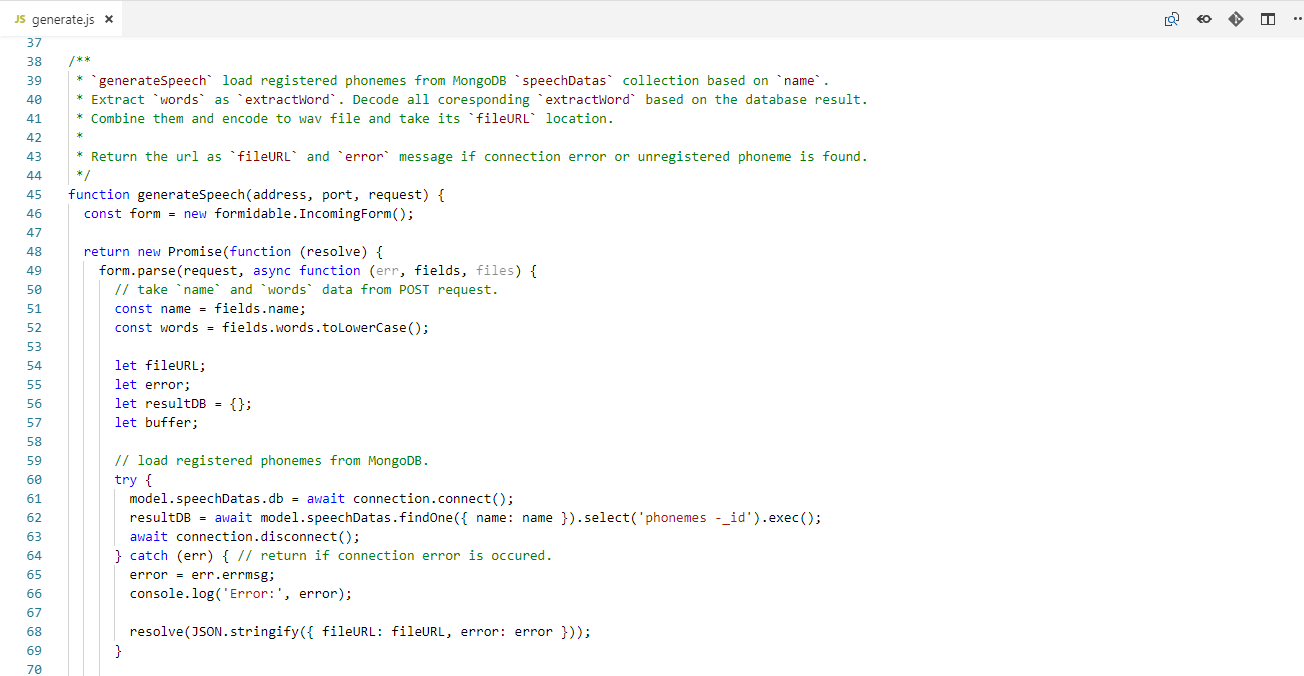 JS generate.js ×
37
38 /**
39  * `generateSpeech` load registered phonemes from MongoDB `speechDatas` collection based on `name`.
40  * Extract `words` as `extractWord`. Decode all coresponding `extractWord` based on the database result.
41  * Combine them and encode to wav file and take its `fileURL` location.
42  *
43  * Return the url as `fileURL` and `error` message if connection error or unregistered phoneme is found.
44  */
45 function generateSpeech(address, port, request) {
46   const form = new formidable.IncomingForm();
47
48   return new Promise(function (resolve) {
49     form.parse(request, async function (err, fields, files) {
50       // take `name` and `words` data from POST request.
51       const name = fields.name;
52       const words = fields.words.toLowerCase();
53
54       let fileURL;
55       let error;
56       let resultDB = {};
57       let buffer;
58
59       // load registered phonemes from MongoDB.
60       try {
61         model.speechDatas.db = await connection.connect();
62         resultDB = await model.speechDatas.findOne({ name: name }).select('phonemes -_id').exec();
63         await connection.disconnect();
64       } catch (err) { // return if connection error is occured.
65         error = err.errmsg;
66         console.log('Error:', error);
67
68         resolve(JSON.stringify({ fileURL: fileURL, error: error }));
69       }
70